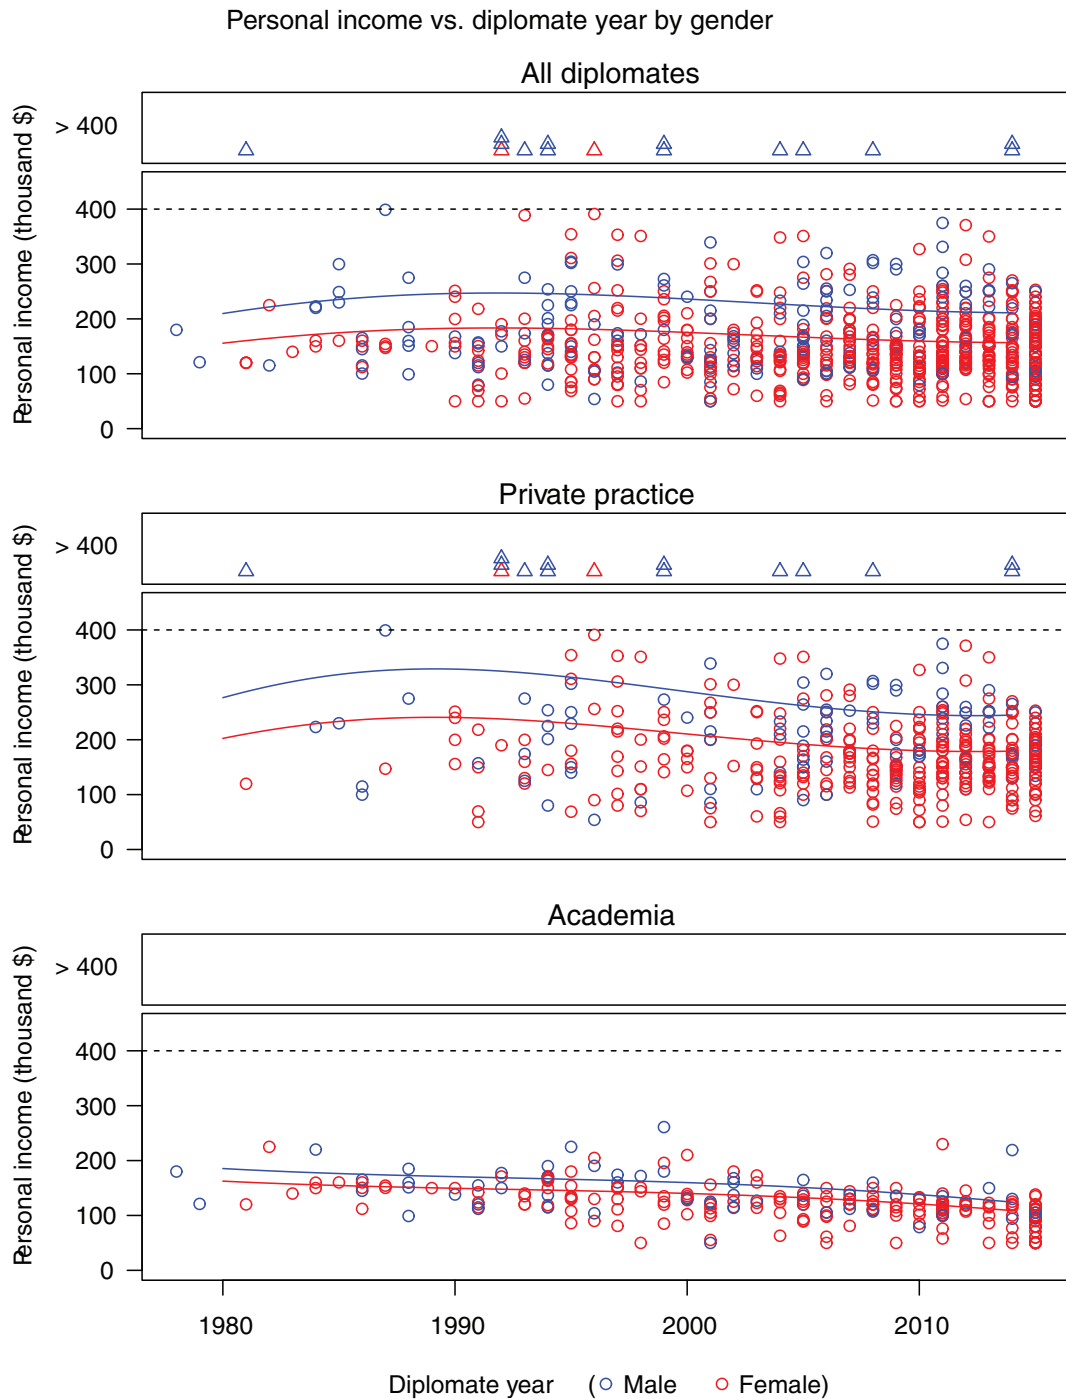 Personal income vs. diplomate year by gender
All diplomates
> 400
Personal income (thousand $)
400
300
200
100
0
Private practice
> 400
Personal income (thousand $)
400
300
200
100
0
Academia
> 400
Personal income (thousand $)
400
300
200
100
0
1980 1990 2000 2010
Diplomate year ( Male Female)